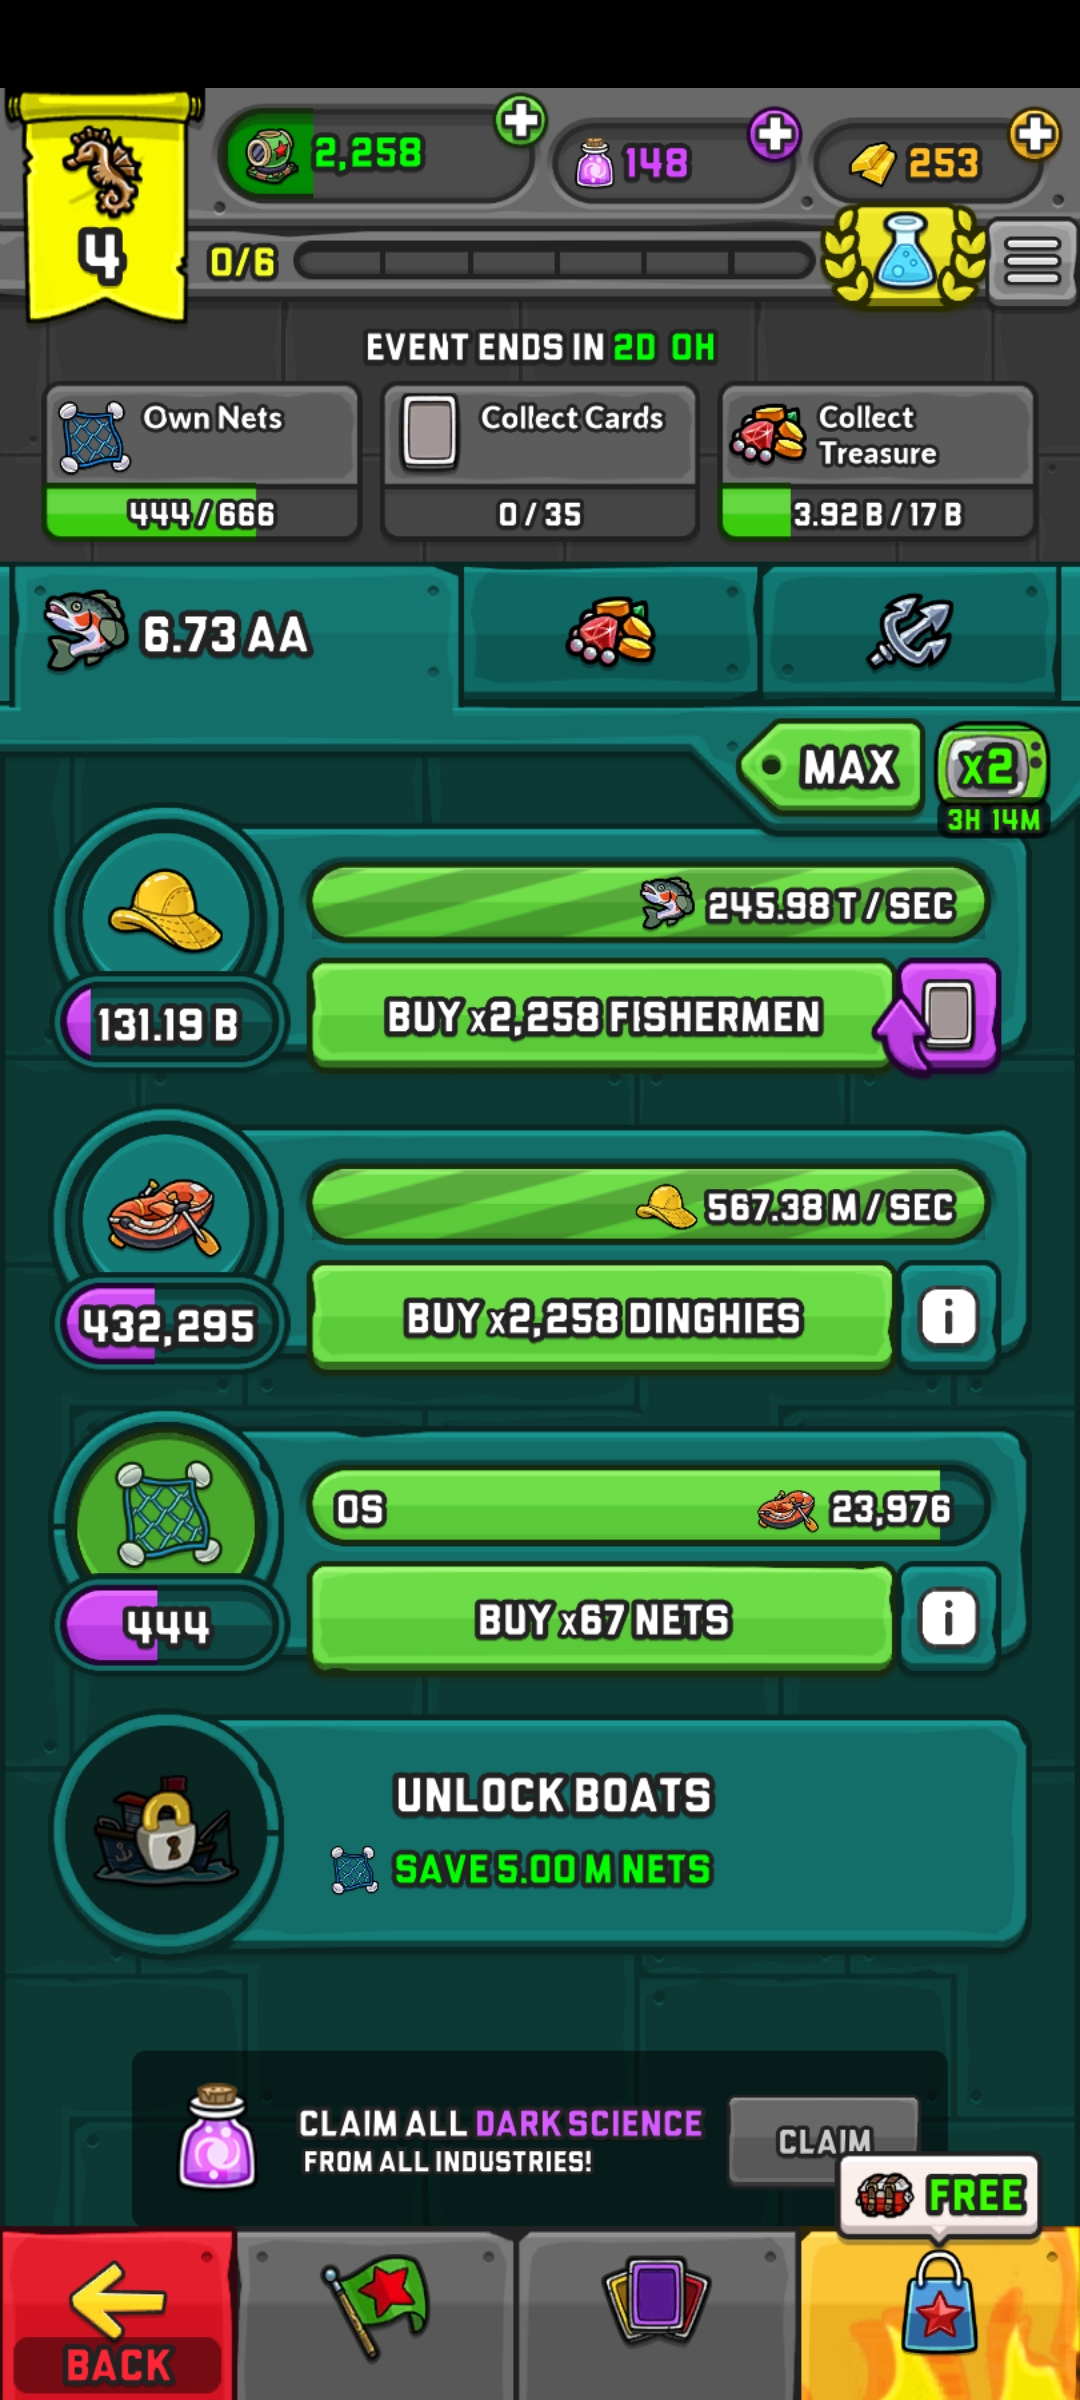 2,258
148
253
4
0/6
EVENT ENDS IN 2D 0H
Own Nets
444/666
Collect Cards
0/35
Collect
Treasure
3.92 B/17 B
6.73 AA
MAX
x2
3H 14M
245.98 T/SEC
131.19 B
BUY x2,258 FISHERMEN
567.38 M/SEC
432,295
BUY x2,258 DINGHIES
i
0S
23,976
444
BUY x67 NETS
i
UNLOCK BOATS
SAVE 5.00 M NETS
CLAIM ALL DARK SCIENCE
FROM ALL INDUSTRIES!
CLAIM
FREE
BACK